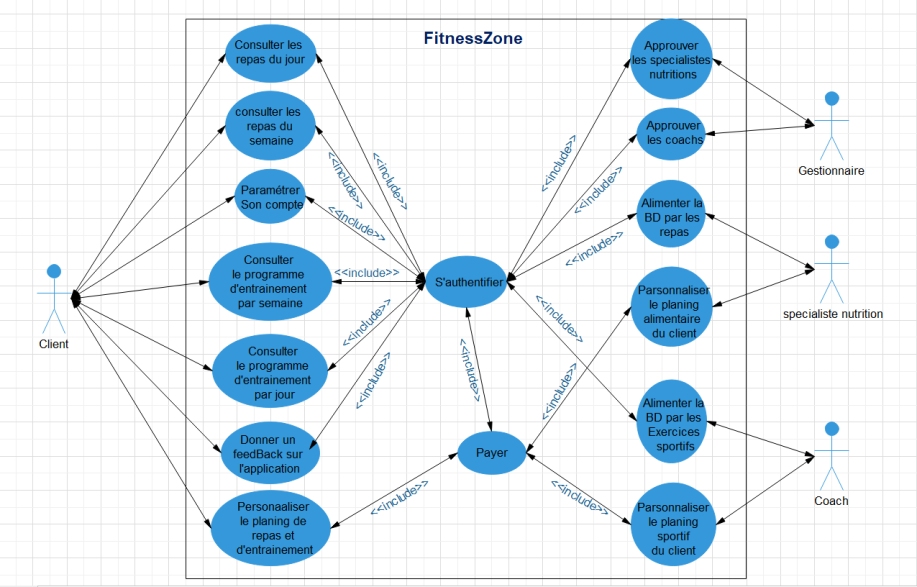 FitnessZone
Consulter les
repas du jour
consulter les
repas du
semaine
Paramétrer
Son compte
Consulter
le programme
d'entrainement
par semaine
Consulter
le programme
d'entrainement
par jour
Donner un
feedBack sur
l'application
Personaaliser
le planing de
repas et
d'entrainement
Client
<<include>>
<<include>>
<<include>>
<<include>>
<<include>>
<<include>>
<<include>>
S'authentifier
<<include>>
Payer
<<include>>
<<include>>
<<include>>
<<include>>
<<include>>
<<include>>
Approuver
les specialistes
nutritions
Approuver
les coachs
Alimenter la
BD par les
repas
Parsonnaliser
le planing
alimentaire
du client
Alimenter la
BD par les
Exercices
sportifs
Parsonnaliser
le planing
sportif
du client
Gestionnaire
specialiste nutrition
Coach